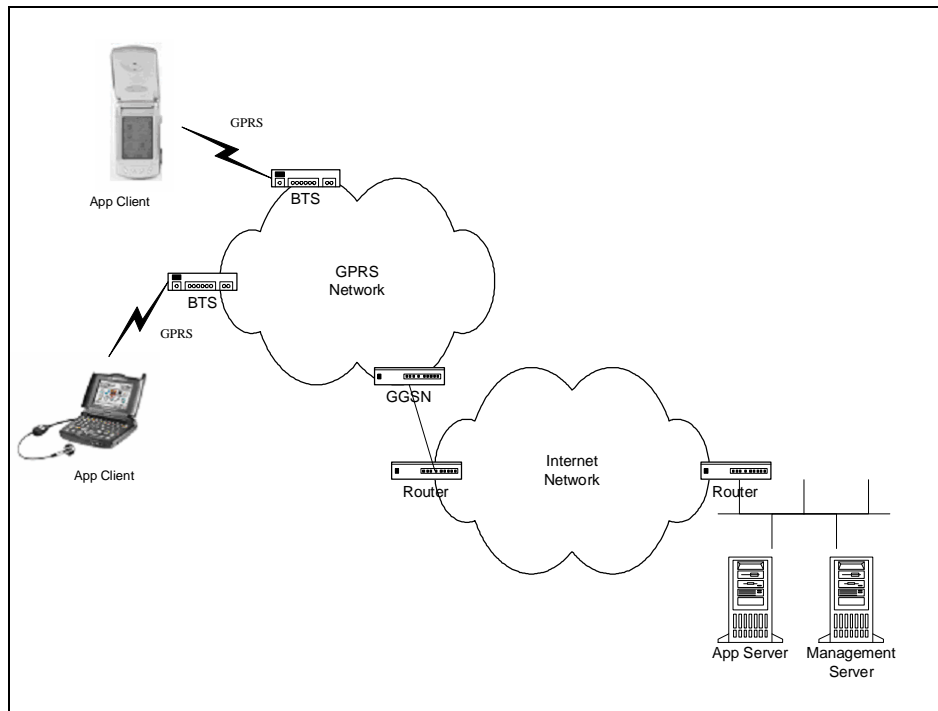 GPRS
App Client
BTS
GPRS
Network
BTS
GPRS
GGSN
App Client
Internet
Network
Router
Router
App Server
Management
Server